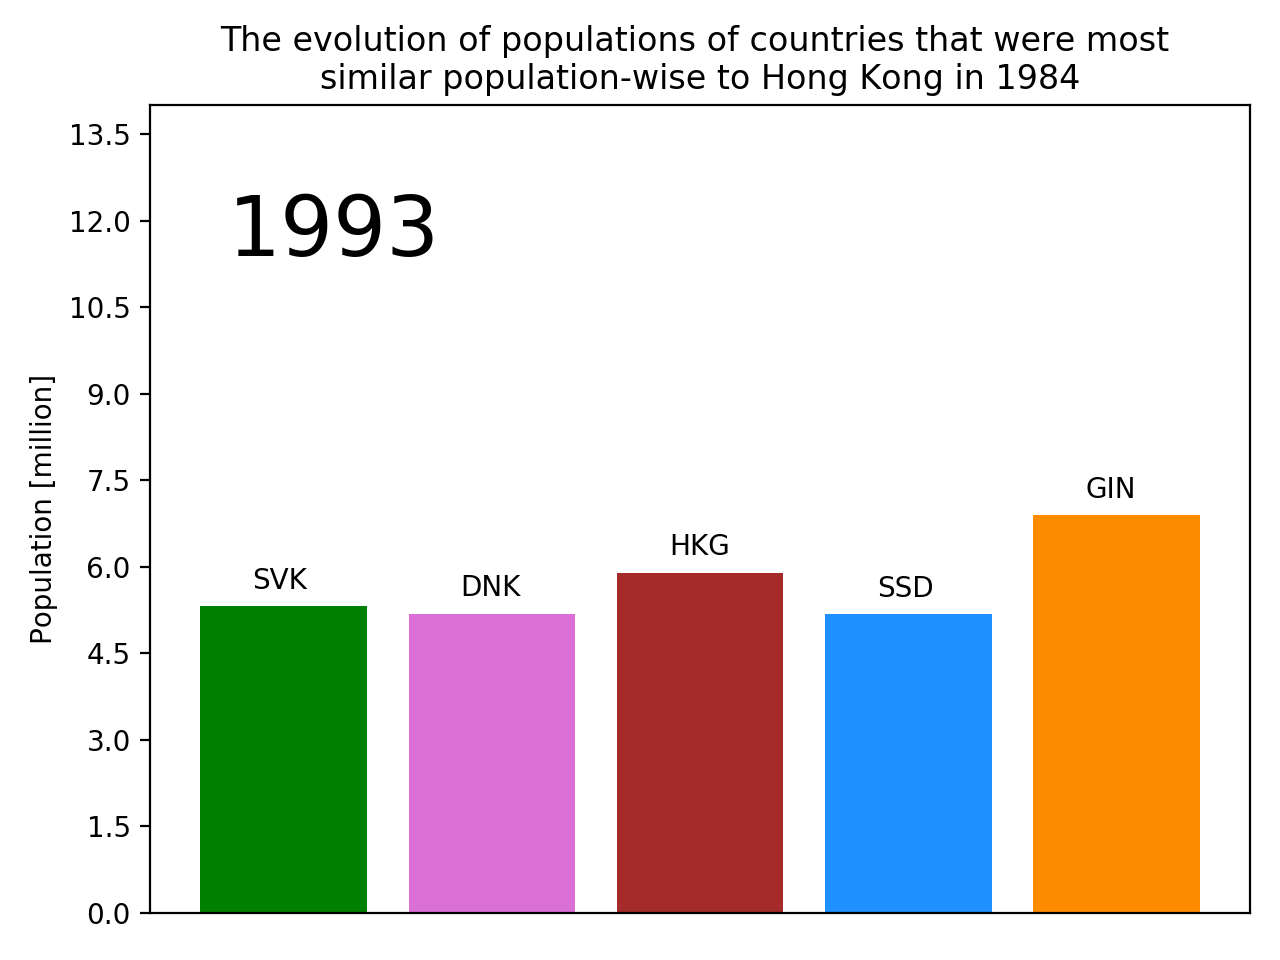 The evolution of populations of countries that were most
similar population-wise to Hong Kong in 1984
13.5
12.0
10.5
9.0
7.5
6.0
4.5
3.0
1.5
0.0
Population [million]
1993
SVK
DNK
HKG
SSD
GIN